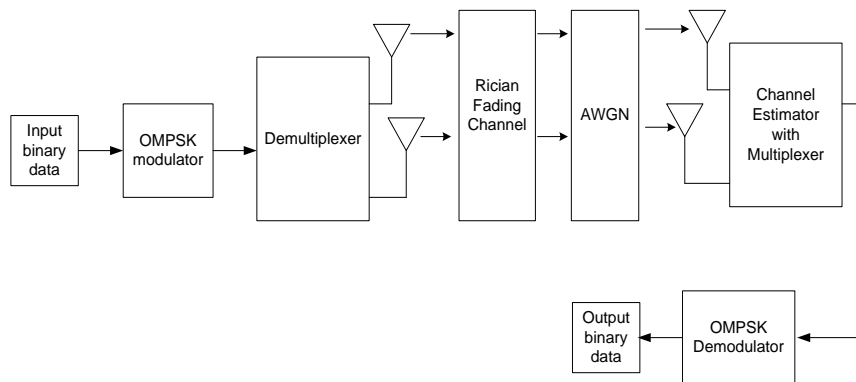 Input
binary
data
OMPSK
modulator
Demultiplexer
Rician
Fading
Channel
AWGN
Channel
Estimator
with
Multiplexer
Output
binary
data
OMPSK
Demodulator